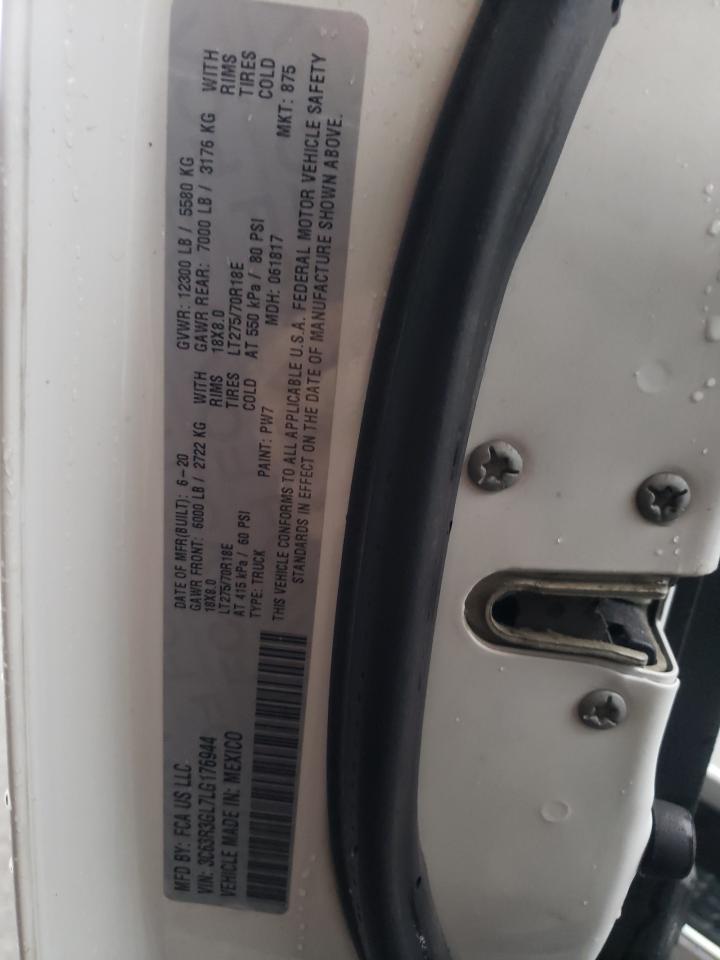 MFD BY: FCA US LLC
VIN: 3C63R3GL7LG176944
VEHICLE MADE IN: MEXICO
DATE OF MFR(BUILT): 6-20
GAWR FRONT: 6000 LB / 2722 KG WITH
18X8.0 RIMS
LT275/70R18E TIRES
AT 415 kPa / 60 PSI COLD
TYPE: TRUCK PAINT: PW7
GVWR: 12300 LB / 5580 KG
GAWR REAR: 7000 LB / 3176 KG WITH
18X8.0 RIMS
LT275/70R18E TIRES
AT 550 kPa / 80 PSI COLD
MDH: 061817 MKT: 875
THIS VEHICLE CONFORMS TO ALL APPLICABLE U.S.A. FEDERAL MOTOR VEHICLE SAFETY
STANDARDS IN EFFECT ON THE DATE OF MANUFACTURE SHOWN ABOVE.